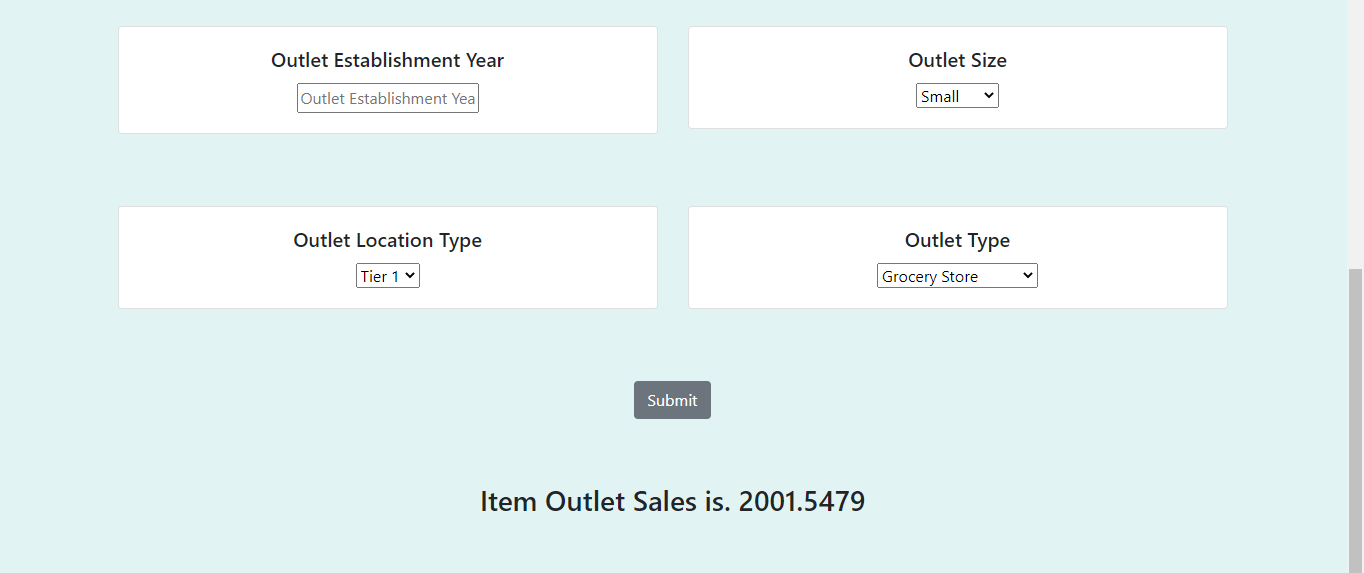 Outlet Establishment Year
Outlet Size
Outlet Establishment Yea
Small
Outlet Location Type
Outlet Type
Tier 1
Grocery Store
Submit
Item Outlet Sales is. 2001.5479